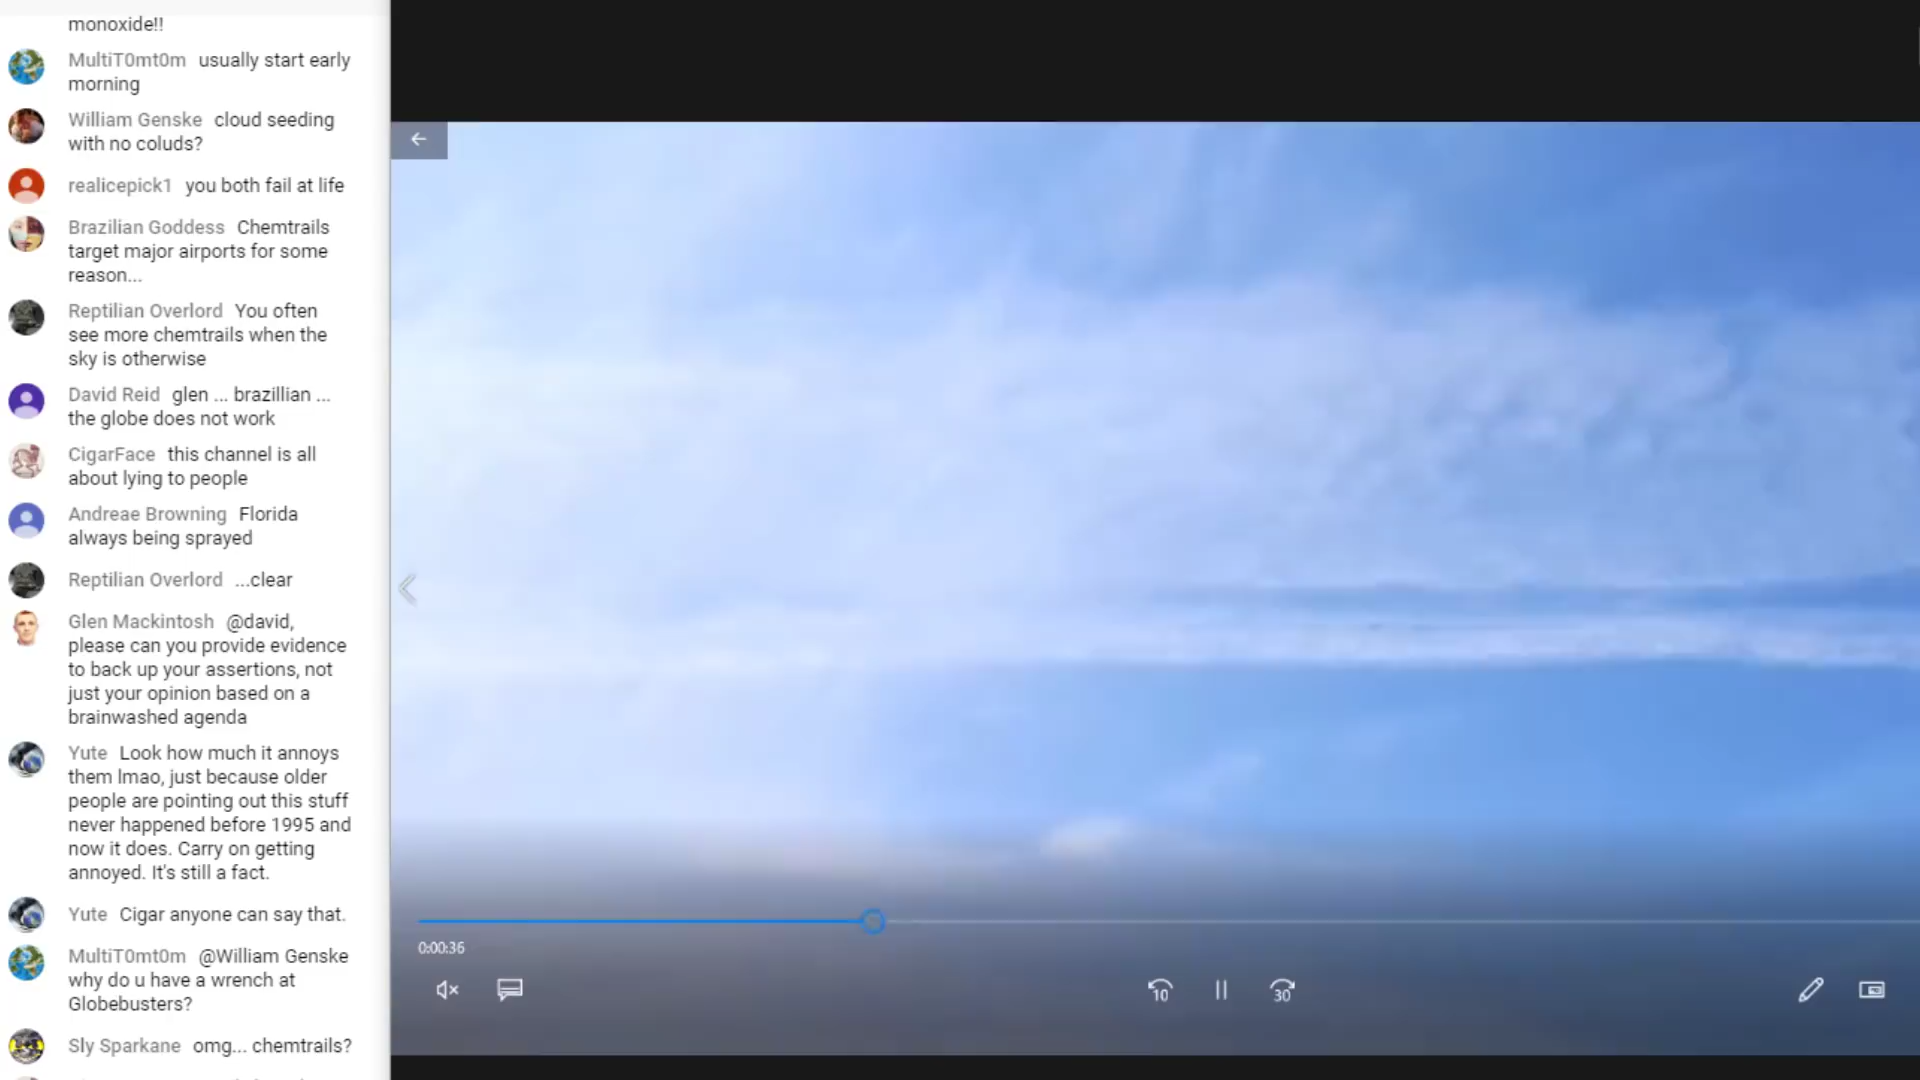 monoxide!!
MultiT0mt0m usually start early
morning
William Genske cloud seeding
with no coluds?
realicepick1 you both fail at life
Brazilian Goddess Chemtrails
target major airports for some
reason...
Reptilian Overlord You often
see more chemtrails when the
sky is otherwise
David Reid glen ... brazillian ...
the globe does not work
CigarFace this channel is all
about lying to people
Andreae Browning Florida
always being sprayed
Reptilian Overlord ...clear
Glen Mackintosh @david,
please can you provide evidence
to back up your assertions, not
just your opinion based on a
brainwashed agenda
Yute Look how much it annoys
them lmao, just because older
people are pointing out this stuff
never happened before 1995 and
now it does. Carry on getting
annoyed. It's still a fact.
Yute Cigar anyone can say that.
MultiT0mt0m @William Genske
why do u have a wrench at
Globebusters?
Sly Sparkane omg... chemtrails?
0:00:36
10
30